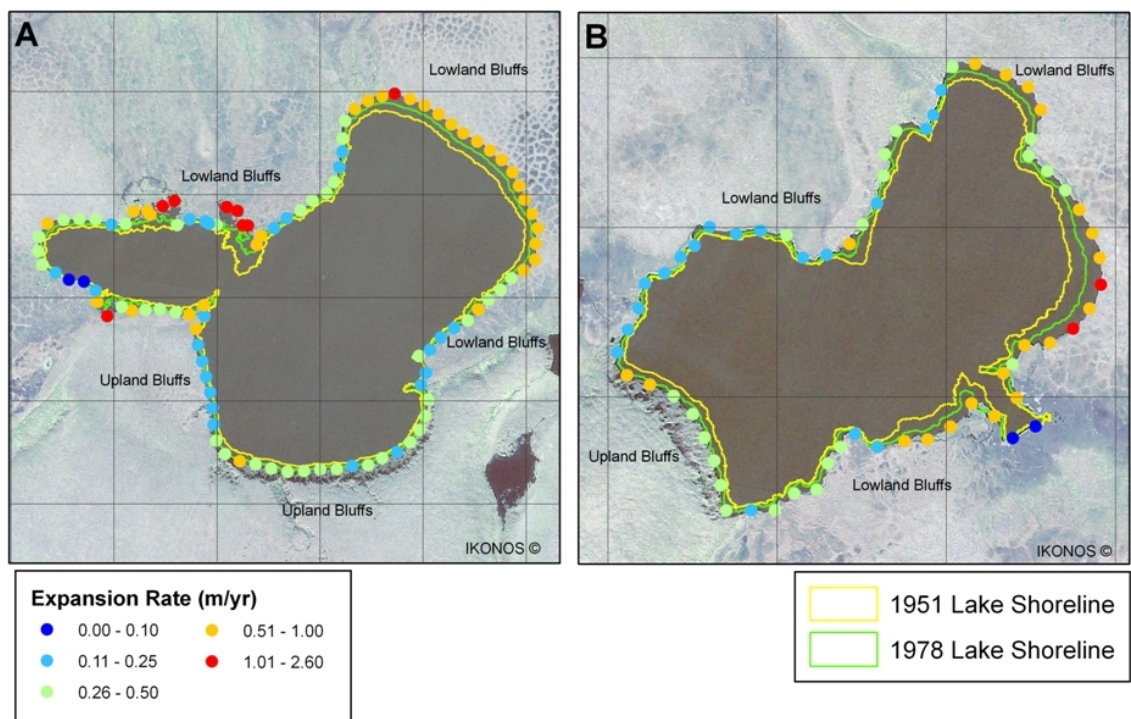 A
Lowland Bluffs
Lowland Bluffs
Lowland Bluffs
Upland Bluffs
Upland Bluffs
IKONOS ©
B
Lowland Bluffs
Lowland Bluffs
Upland Bluffs
Lowland Bluffs
IKONOS ©
Expansion Rate (m/yr)
0.00 - 0.10
0.11 - 0.25
0.26 - 0.50
0.51 - 1.00
1.01 - 2.60
1951 Lake Shoreline
1978 Lake Shoreline